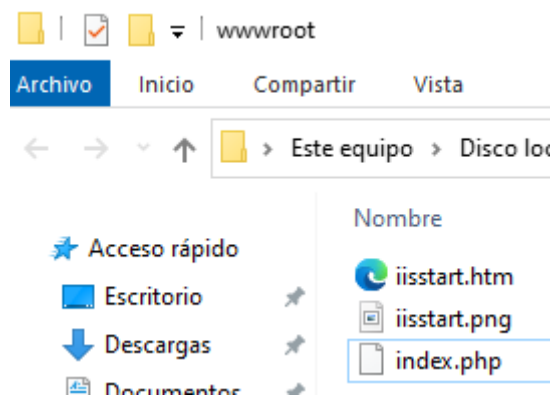 wwwroot
Archivo Inicio Compartir Vista
Este equipo > Disco loc
Nombre
Acceso rápido
iisstart.htm
Escritorio
iisstart.png
Descargas
index.php
Documentos